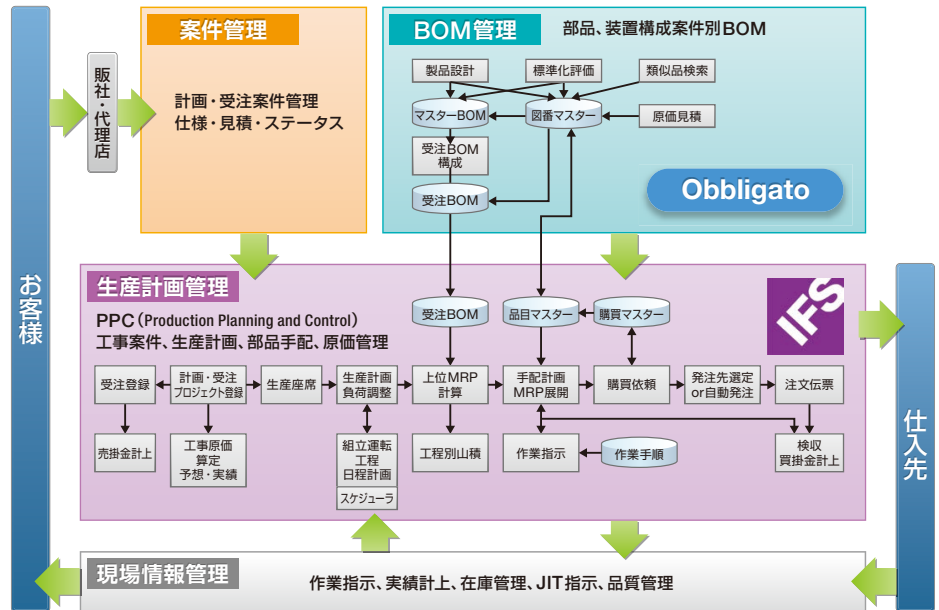 お客様
販社・代理店
案件管理
計画・受注案件管理
仕様・見積・ステータス
BOM管理
部品、装置構成案件別BOM
製品設計
標準化評価
類似品検索
マスターBOM
図番マスター
原価見積
受注BOM
構成
受注BOM
Obbligato
生産計画管理
PPC(Production Planning and Control)
工事案件、生産計画、部品手配、原価管理
IFS
受注BOM
品目マスター
購買マスター
受注登録
計画・受注
プロジェクト登録
生産座席
生産計画
負荷調整
上位MRP
計算
手配計画
MRP展開
購買依頼
発注先選定
or自動発注
注文伝票
売掛金計上
工事原価
算定
予想・実績
組立運転
工程
日程計画
スケジューラ
工程別山積
作業指示
作業手順
検収
買掛金計上
仕入先
現場情報管理
作業指示、実績計上、在庫管理、JIT指示、品質管理